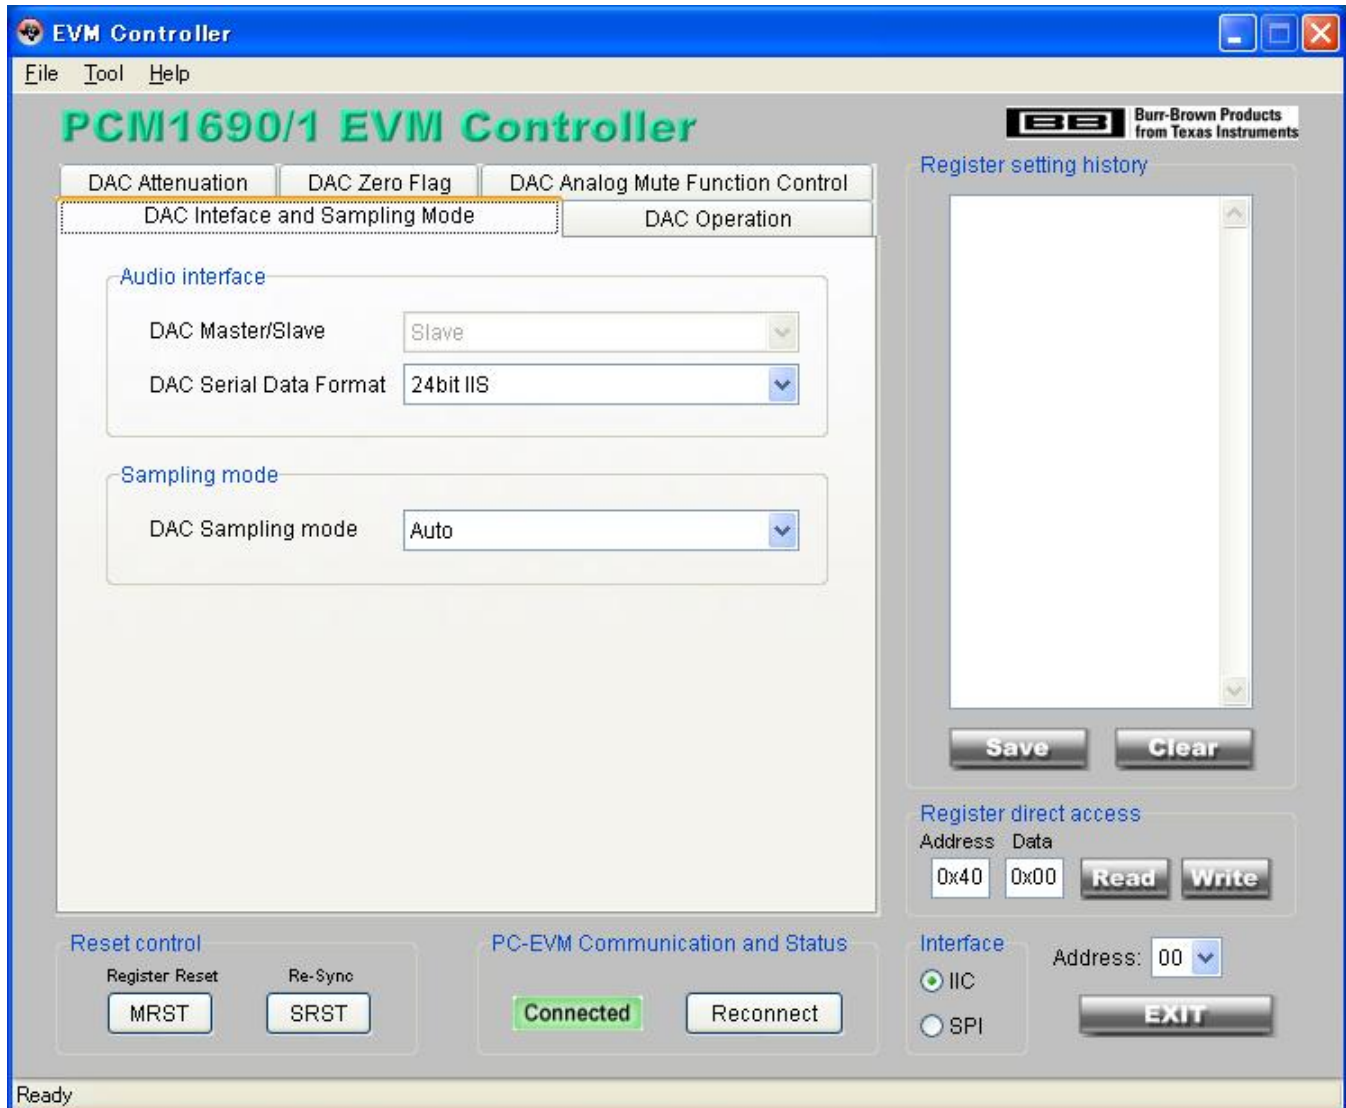 EVM Controller
File Tool Help
PCM1690/1 EVM Controller
BB Burr-Brown Products
from Texas Instruments
DAC Attenuation DAC Zero Flag DAC Analog Mute Function Control
DAC Inteface and Sampling Mode DAC Operation
Audio interface
DAC Master/Slave Slave
DAC Serial Data Format 24bit IIS
Sampling mode
DAC Sampling mode Auto
Register setting history
Save Clear
Register direct access
Address Data
0x40 0x00 Read Write
Reset control
Register Reset Re-Sync
MRST SRST
PC-EVM Communication and Status
Connected Reconnect
Interface
IIC
SPI
Address: 00
EXIT
Ready